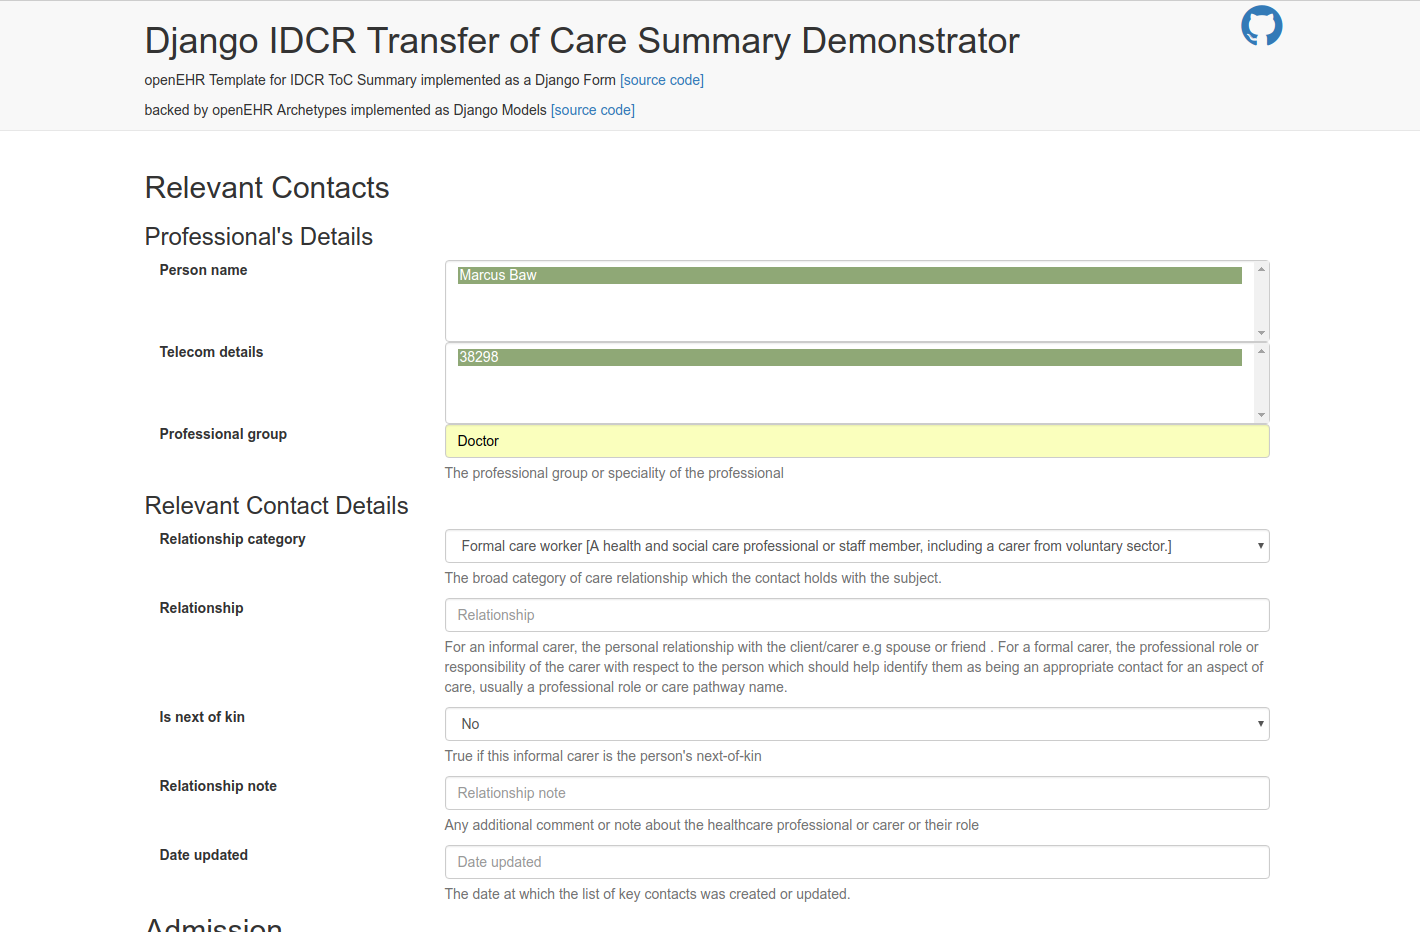 Django IDCR Transfer of Care Summary Demonstrator
openEHR Template for IDCR ToC Summary implemented as a Django Form [source code]
backed by openEHR Archetypes implemented as Django Models [source code]
Relevant Contacts
Professional's Details
Person name
Marcus Baw
Telecom details
38298
Professional group
Doctor
The professional group or speciality of the professional
Relevant Contact Details
Relationship category
Formal care worker [A health and social care professional or staff member, including a carer from voluntary sector.]
The broad category of care relationship which the contact holds with the subject.
Relationship
Relationship
For an informal carer, the personal relationship with the client/carer e.g spouse or friend . For a formal carer, the professional role or
responsibility of the carer with respect to the person which should help identify them as being an appropriate contact for an aspect of
care, usually a professional role or care pathway name.
Is next of kin
No
True if this informal carer is the person's next-of-kin
Relationship note
Relationship note
Any additional comment or note about the healthcare professional or carer or their role
Date updated
Date updated
The date at which the list of key contacts was created or updated.
Admission